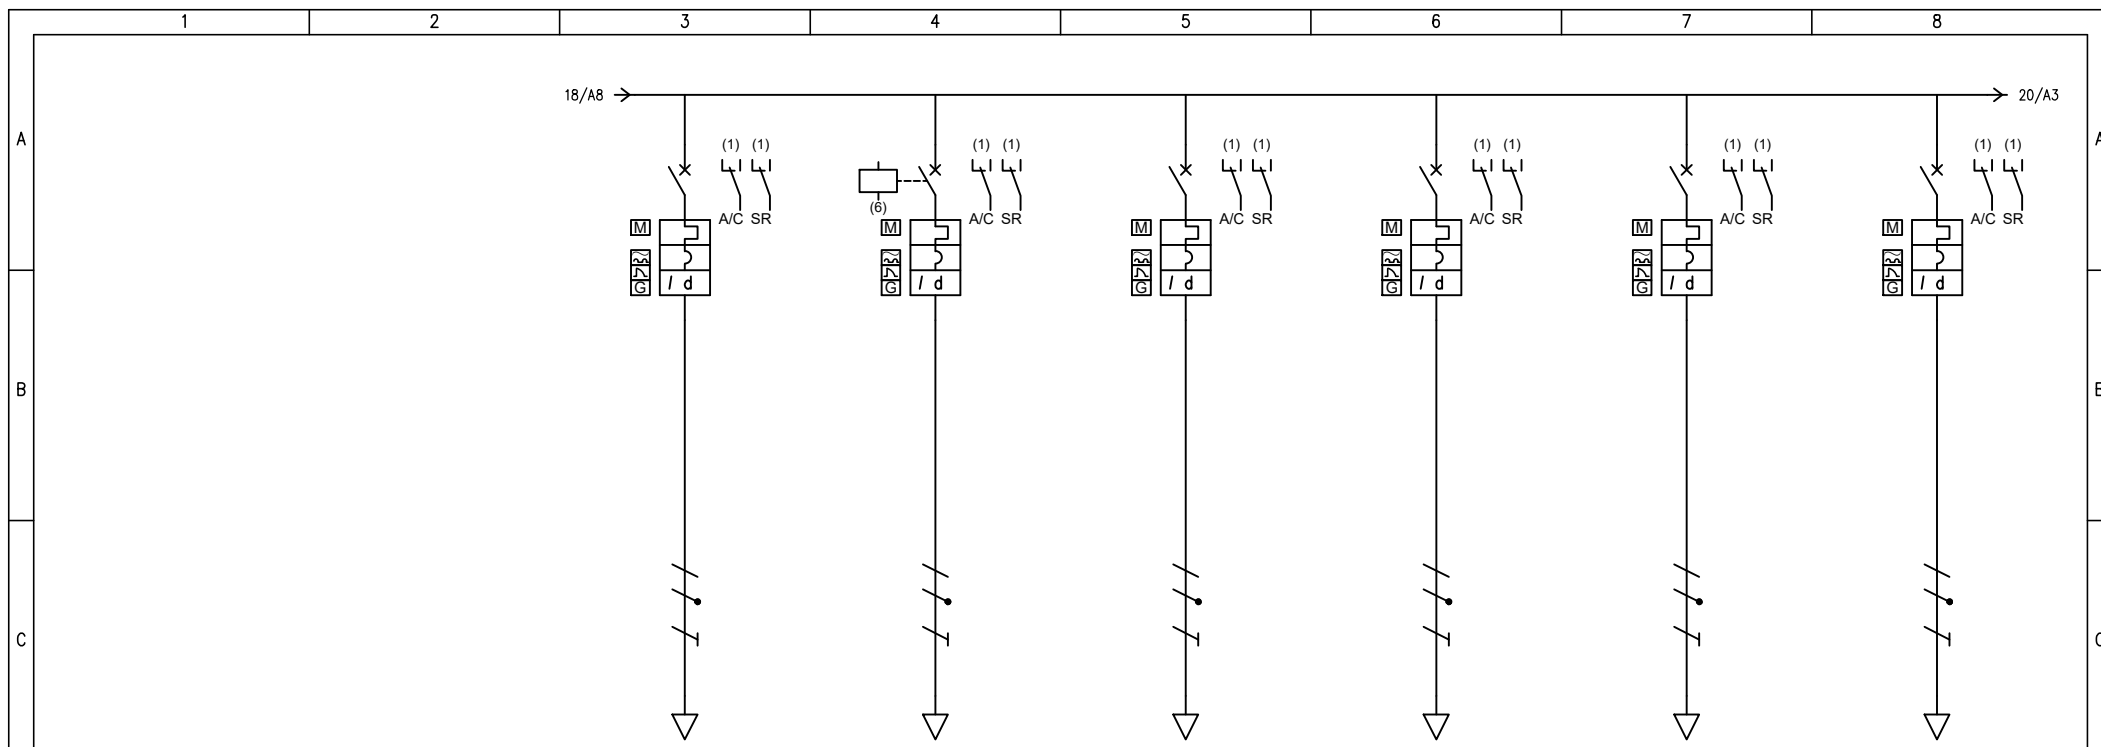 1 2 3 4 5 6 7 8
18/A8 20/A3
A A
(1) (1) (1) (1) (1) (1) (1) (1) (1) (1) (1) (1)
(6)
A/C SR A/C SR A/C SR A/C SR A/C SR A/C SR
M M M M M M
G I d G I d G I d G I d G I d G I d
B
C